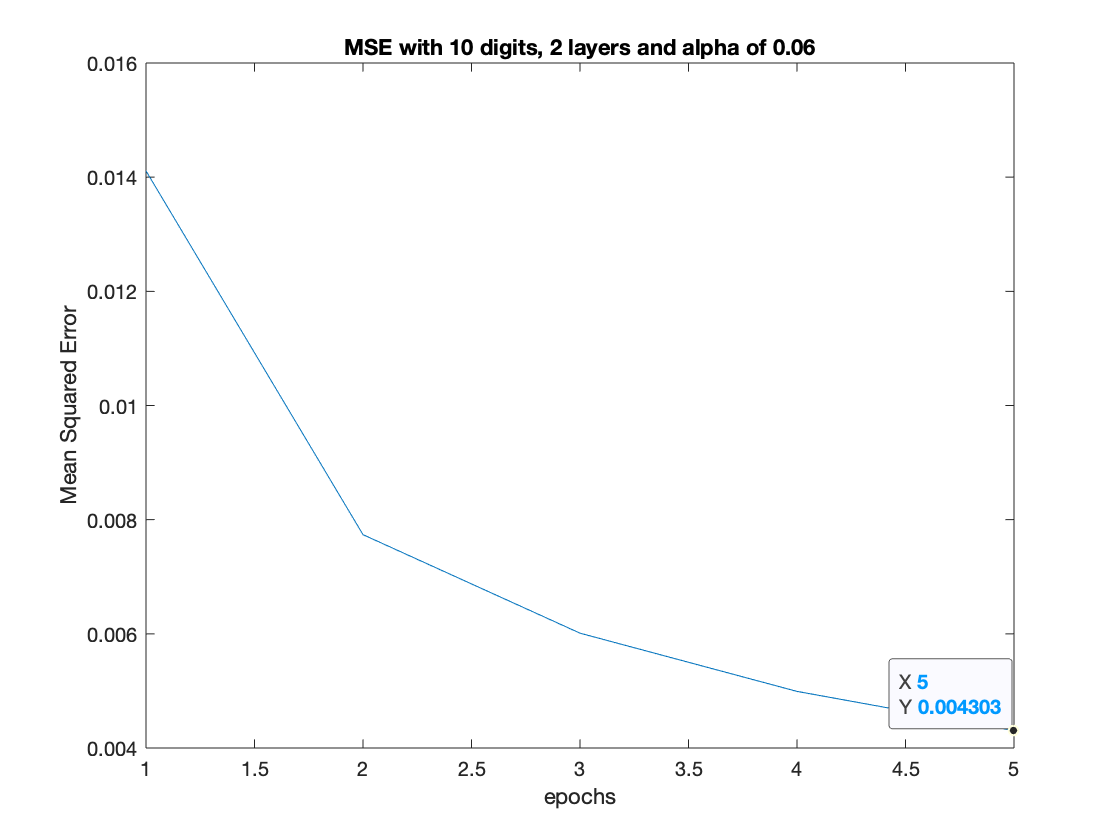 MSE with 10 digits, 2 layers and alpha of 0.06
0.016
0.014
0.012
0.01
0.008
0.006
0.004
Mean Squared Error
X 5
Y 0.004303
1 1.5 2 2.5 3 3.5 4 4.5 5
epochs